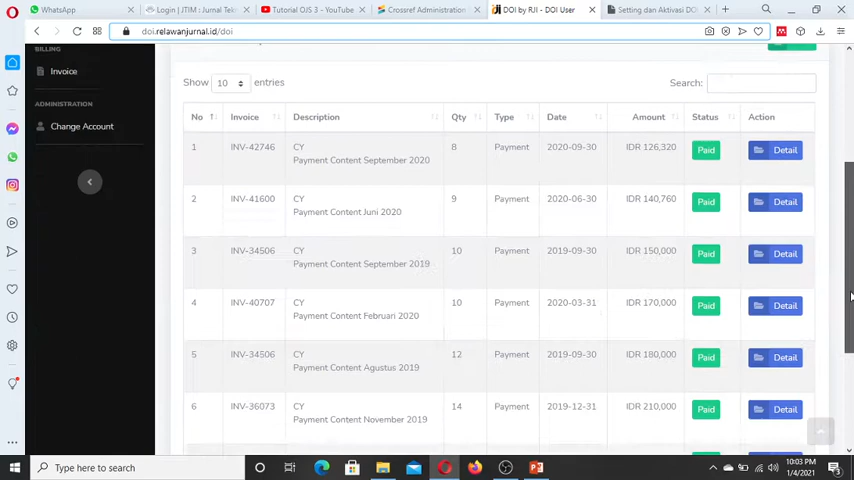 WhatsApp
Login | JTIM : Jurnal Tekn
Tutorial OJS 3 - YouTube
Crossref Administration
DOI by RJI - DOI User
Setting dan Aktivasi DO
doi.relawanjurnal.id/doi
BILLING
Invoice
ADMINISTRATION
Change Account
Show 10 entries
Search:
No Invoice Description Qty Type Date Amount Status Action
1 INV-42746 CY 8 Payment 2020-09-30 IDR 126,320 Paid Detail
Payment Content September 2020
2 INV-41600 CY 9 Payment 2020-06-30 IDR 140,760 Paid Detail
Payment Content Juni 2020
3 INV-34506 CY 10 Payment 2019-09-30 IDR 150,000 Paid Detail
Payment Content September 2019
4 INV-40707 CY 10 Payment 2020-03-31 IDR 170,000 Paid Detail
Payment Content Februari 2020
5 INV-34506 CY 12 Payment 2019-09-30 IDR 180,000 Paid Detail
Payment Content Agustus 2019
6 INV-36073 CY 14 Payment 2019-12-31 IDR 210,000 Paid Detail
Payment Content November 2019
Type here to search
10:03 PM
1/4/2021